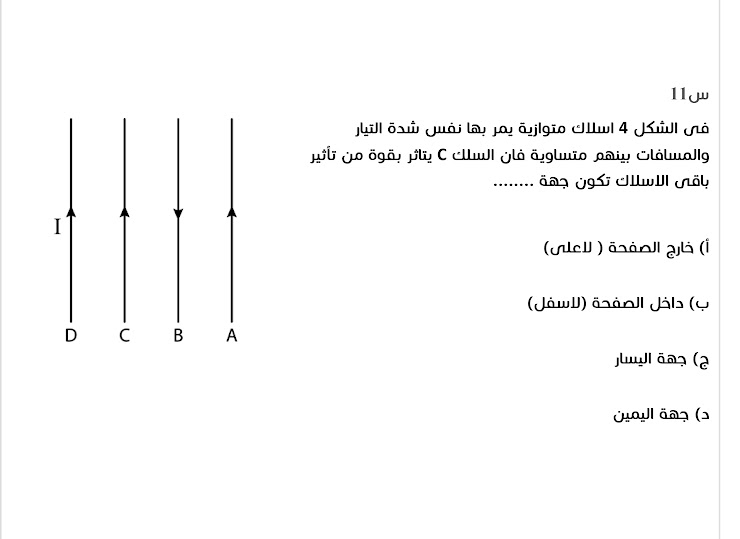 س11
فى الشكل 4 اسلاك متوازية يمر بها نفس شدة التيار
والمسافات بينهم متساوية فان السلك C يتاثر بقوة من تأثير
باقى الاسلاك تكون جهة ........
أ) خارج الصفحة ( لاعلى)
ب) داخل الصفحة (لاسفل)
ج) جهة اليسار
د) جهة اليمين
I
D C B A